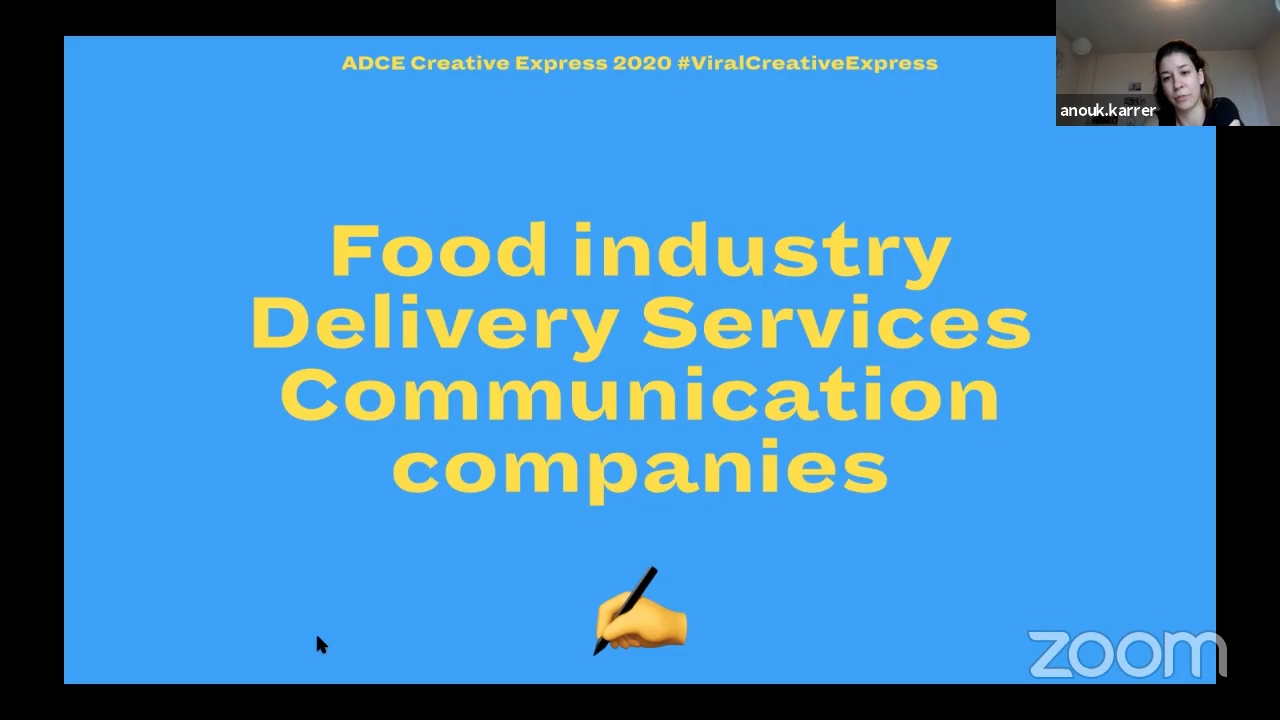 ADCE Creative Express 2020 #ViralCreativeExpress
anouk.karrer
Food industry
Delivery Services
Communication
companies
zoom